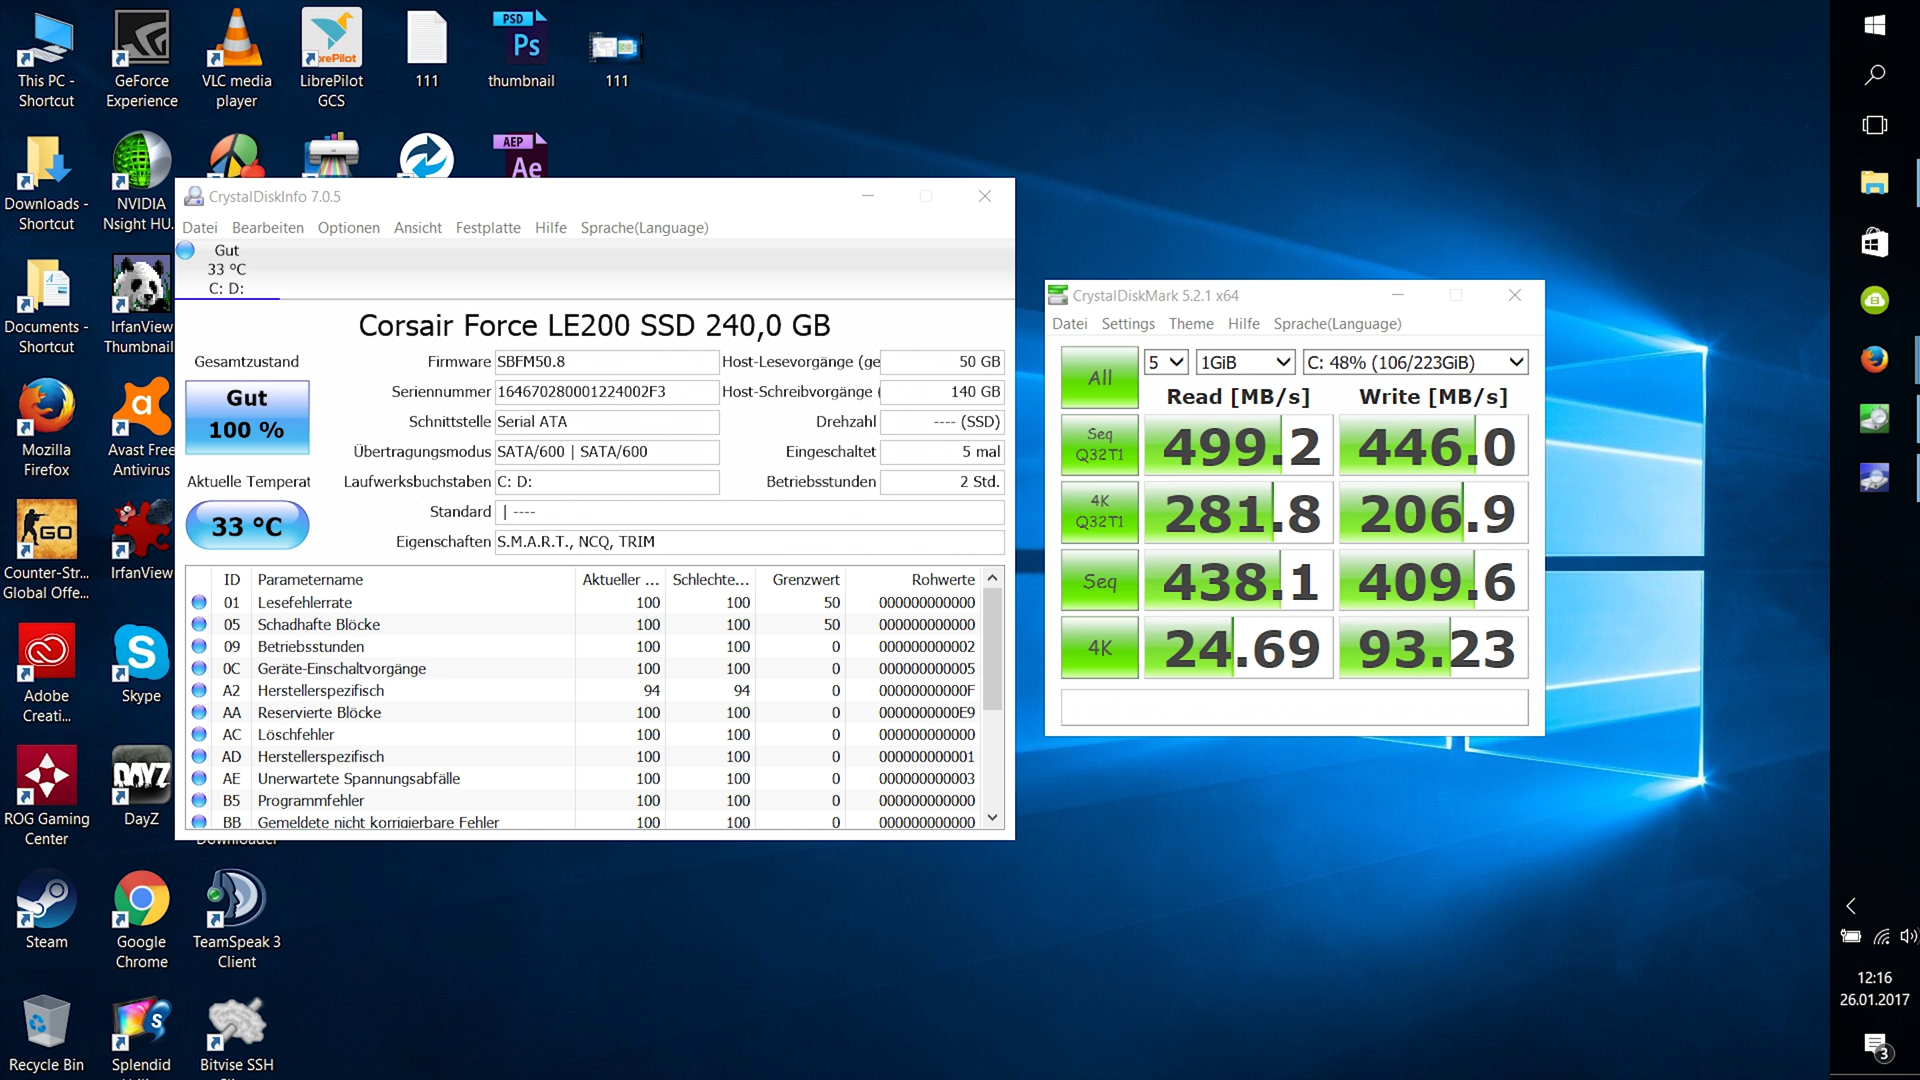 This PC -
Shortcut
GeForce
Experience
VLC media
player
LibrePilot
GCS
111
PSD
Ps
thumbnail
111
Downloads -
Shortcut
NVIDIA
Nsight HU...
AEP
Ae
Documents -
Shortcut
IrfanView
Thumbnail
Mozilla
Firefox
Avast Free
Antivirus
GO
Counter-Str...
Global Offe...
IrfanView
Adobe
Creati...
Skype
ROG Gaming
Center
DAYZ
DayZ
Downloader
Steam
Google
Chrome
TeamSpeak 3
Client
Recycle Bin
Splendid
Bitvise SSH
CrystalDiskInfo 7.0.5
Datei Bearbeiten Optionen Ansicht Festplatte Hilfe Sprache(Language)
Gut
33 °C
C: D:
Corsair Force LE200 SSD 240,0 GB
Gesamtzustand
Gut
100 %
Aktuelle Temperat
33 °C
Firmware SBFM50.8
Seriennummer 164670280001224002F3
Schnittstelle Serial ATA
Übertragungsmodus SATA/600 | SATA/600
Laufwerksbuchstaben C: D:
Standard | ----
Eigenschaften S.M.A.R.T., NCQ, TRIM
Host-Lesevorgänge (ge 50 GB
Host-Schreibvorgänge ( 140 GB
Drehzahl ---- (SSD)
Eingeschaltet 5 mal
Betriebsstunden 2 Std.
ID Parametername Aktueller ... Schlechte... Grenzwert Rohwerte
01 Lesefehlerrate 100 100 50 000000000000
05 Schadhafte Blöcke 100 100 50 000000000000
09 Betriebsstunden 100 100 0 000000000002
0C Geräte-Einschaltvorgänge 100 100 0 000000000005
A2 Herstellerspezifisch 94 94 0 00000000000F
AA Reservierte Blöcke 100 100 0 0000000000E9
AC Löschfehler 100 100 0 000000000000
AD Herstellerspezifisch 100 100 0 000000000001
AE Unerwartete Spannungsabfälle 100 100 0 000000000003
B5 Programmfehler 100 100 0 000000000000
BB Gemeldete nicht korrigierbare Fehler 100 100 0 000000000000
CrystalDiskMark 5.2.1 x64
Datei Settings Theme Hilfe Sprache(Language)
All 5 1GiB C: 48% (106/223GiB)
Read [MB/s] Write [MB/s]
Seq
Q32T1 499.2 446.0
4K
Q32T1 281.8 206.9
Seq 438.1 409.6
4K 24.69 93.23
12:16
26.01.2017
3